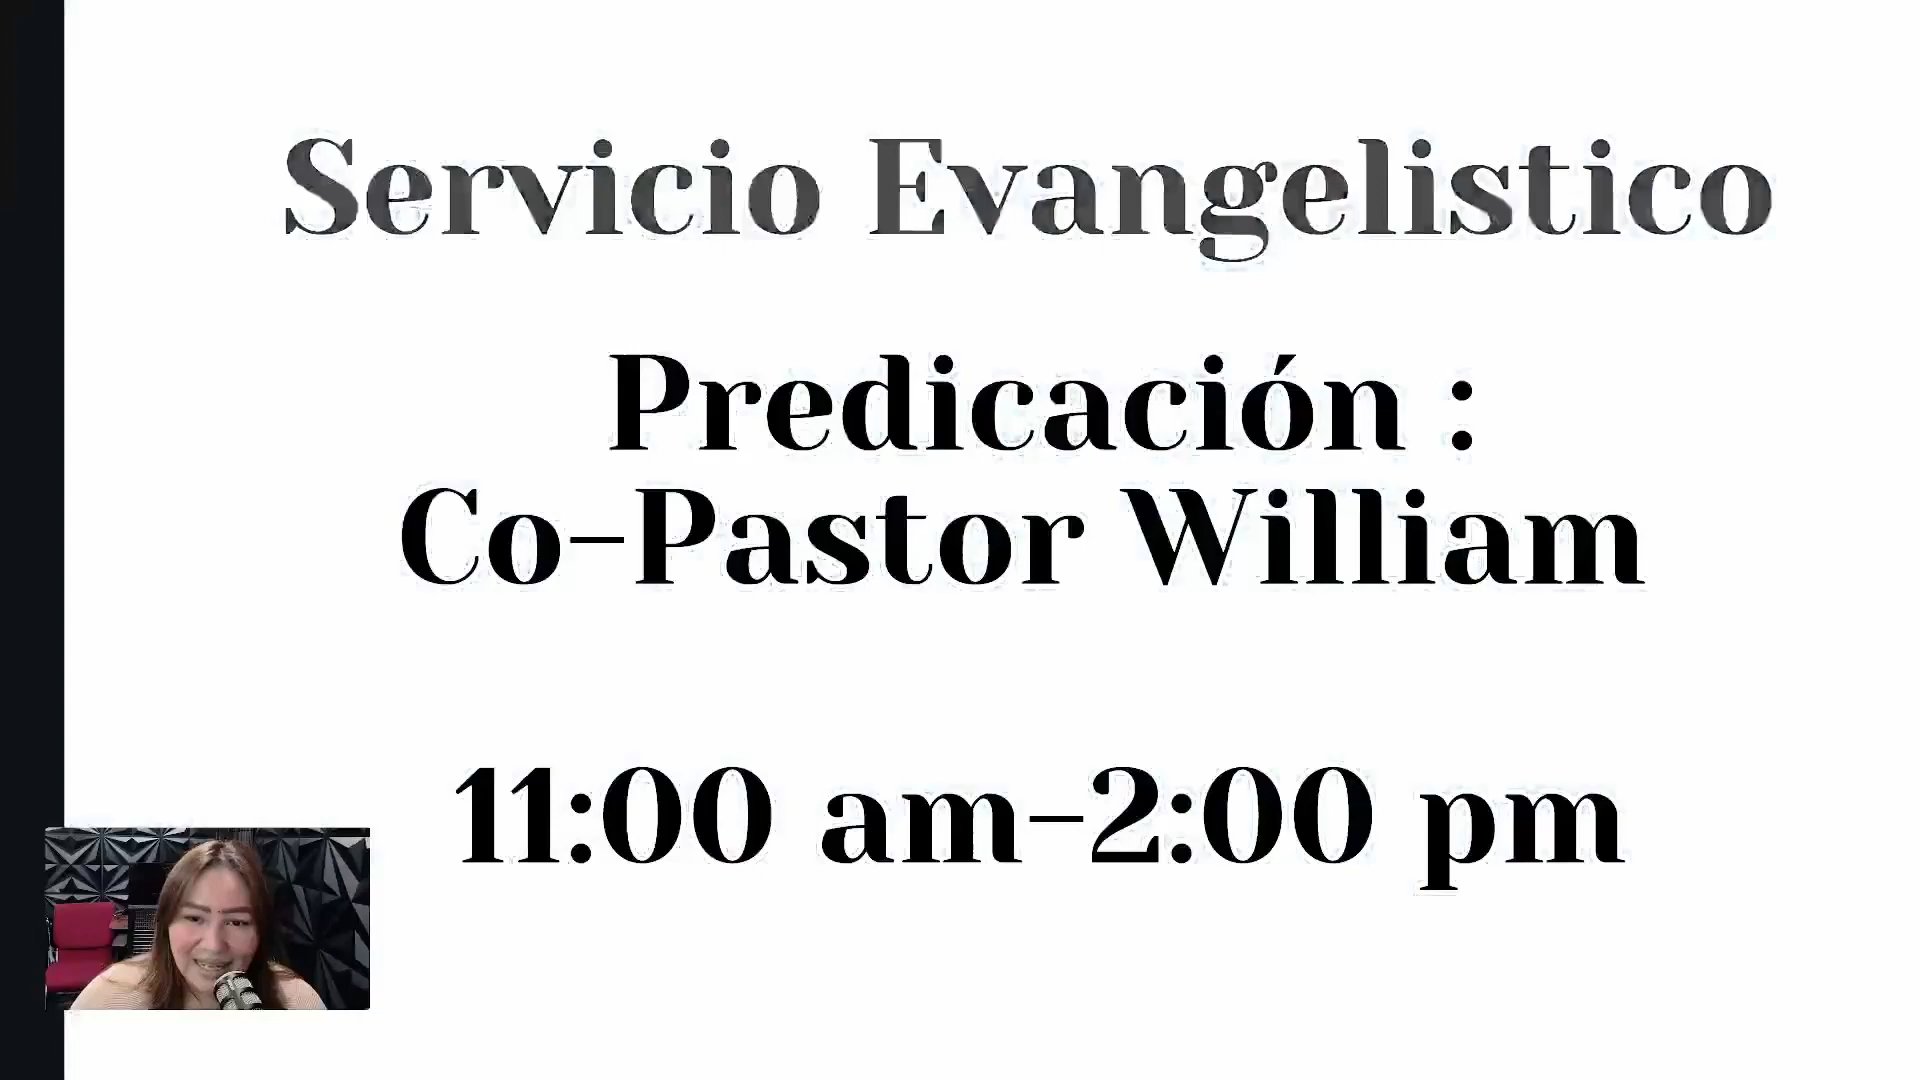 Servicio Evangelistico
Predicación :
Co-Pastor William
11:00 am-2:00 pm